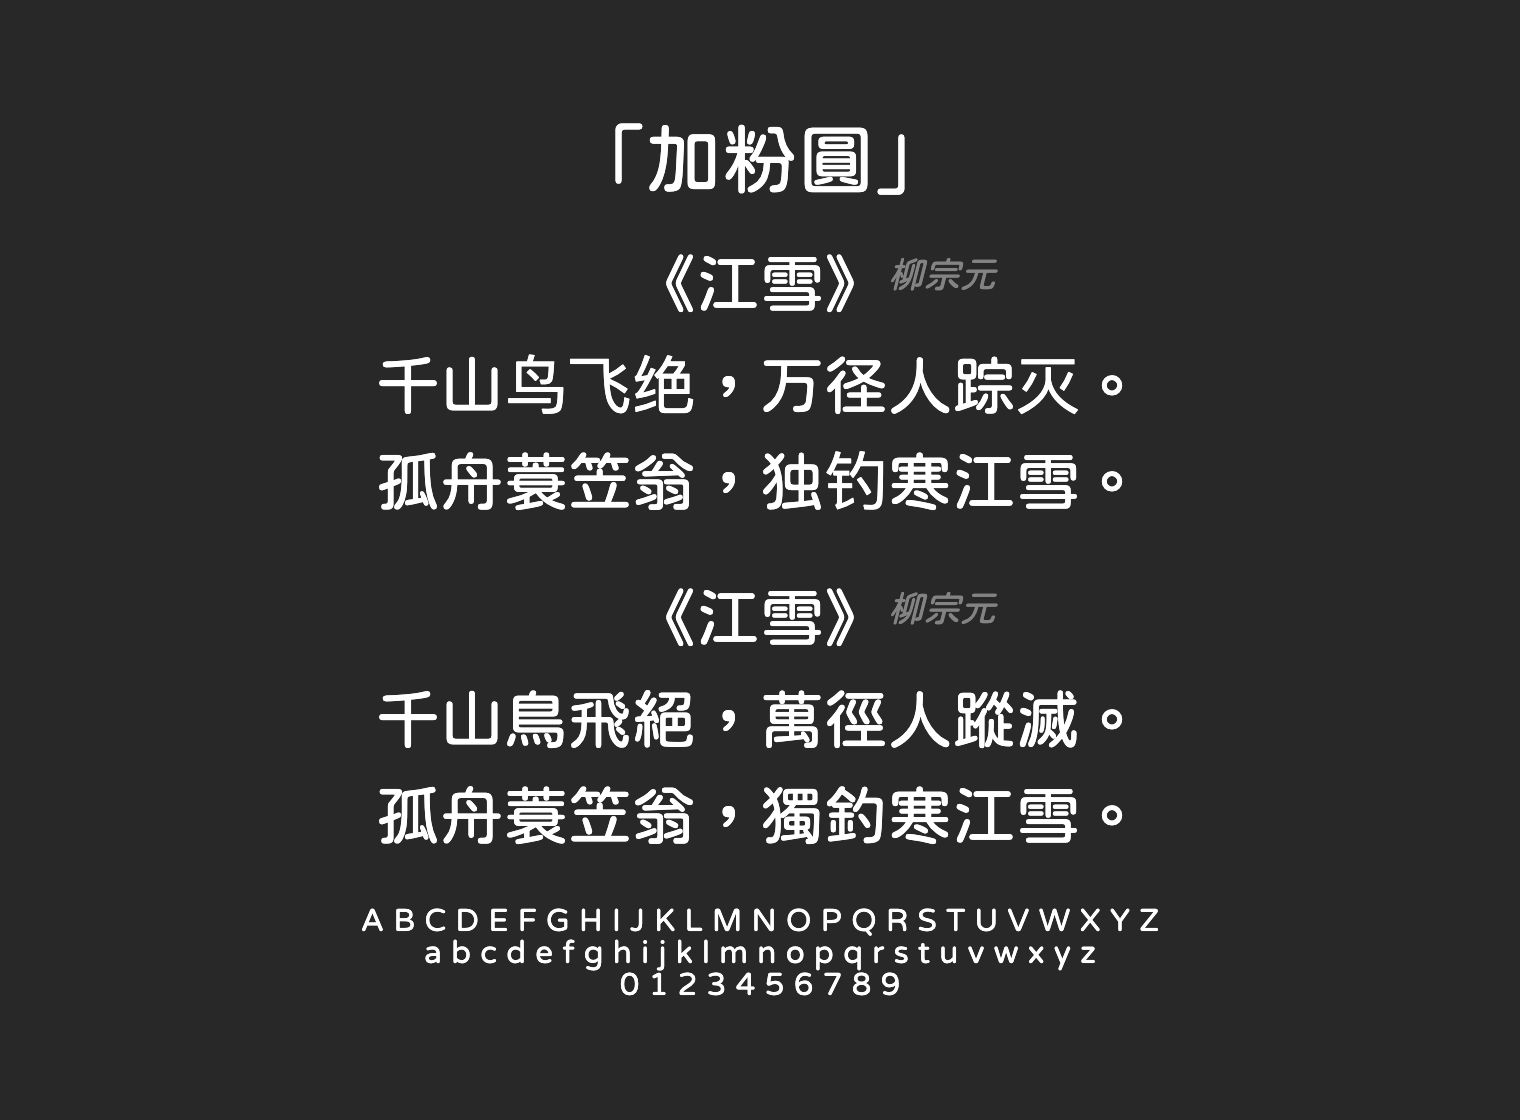 「加粉圓」
《江雪》 柳宗元
千山鸟飞绝，万径人踪灭。
孤舟蓑笠翁，独钓寒江雪。
《江雪》 柳宗元
千山鳥飛絕，萬徑人蹤滅。
孤舟蓑笠翁，獨釣寒江雪。
A B C D E F G H I J K L M N O P Q R S T U V W X Y Z
a b c d e f g h i j k l m n o p q r s t u v w x y z
0 1 2 3 4 5 6 7 8 9